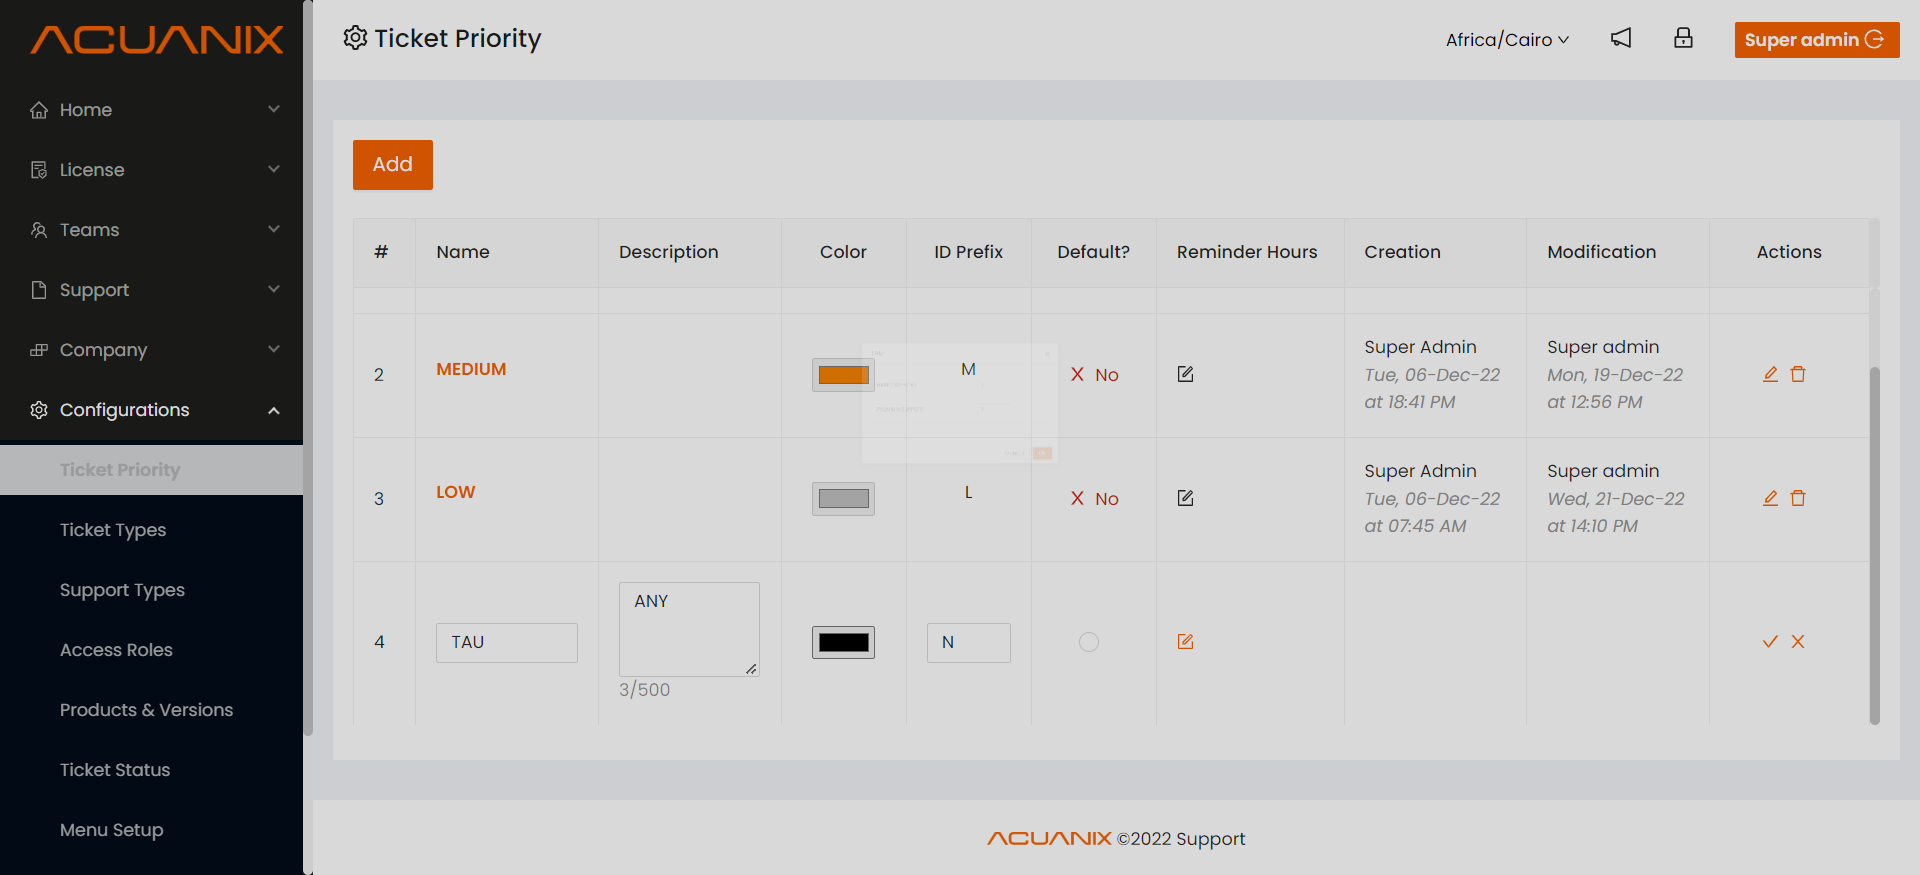 ACUANIX
Home
License
Teams
Support
Company
Configurations
Ticket Priority
Ticket Types
Support Types
Access Roles
Products & Versions
Ticket Status
Menu Setup
Ticket Priority
Africa/Cairo
Super admin
Add
# Name Description Color ID Prefix Default? Reminder Hours Creation Modification Actions
2 MEDIUM M X No
Super Admin
Tue, 06-Dec-22
at 18:41 PM
Super admin
Mon, 19-Dec-22
at 12:56 PM
3 LOW L X No
Super Admin
Tue, 06-Dec-22
at 07:45 AM
Super admin
Wed, 21-Dec-22
at 14:10 PM
4 TAU
ANY
3/500
N
ACUANIX ©2022 Support